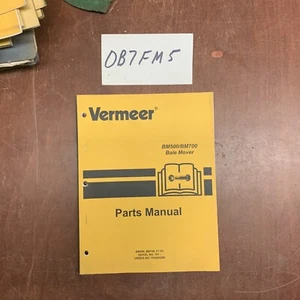 OB7FM5
Vermeer®
BM500/BM700
Bale Mover
Parts Manual